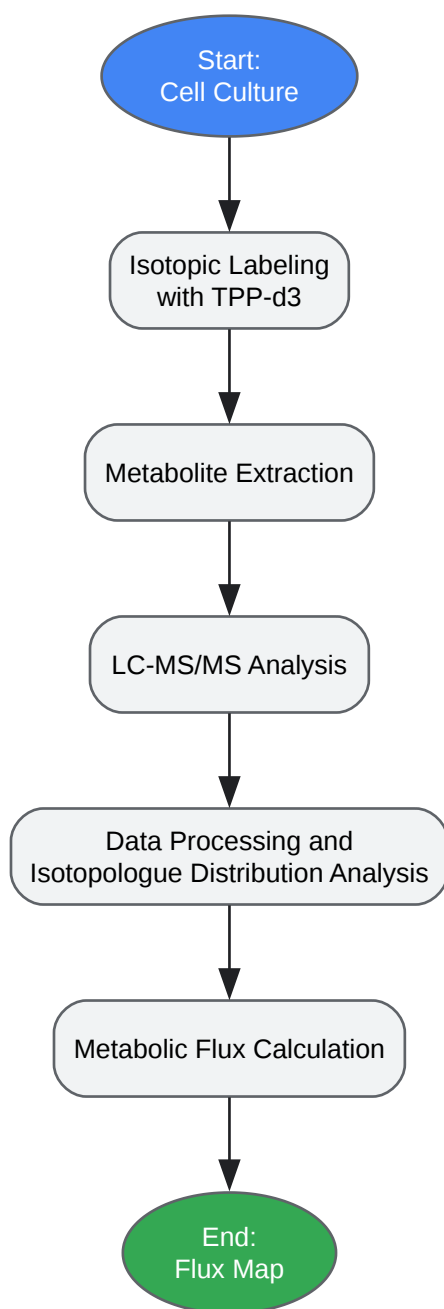 Start:
Cell Culture
Isotopic Labeling
with TPP-d3
Metabolite Extraction
LC-MS/MS Analysis
Data Processing and
Isotopologue Distribution Analysis
Metabolic Flux Calculation
End:
Flux Map